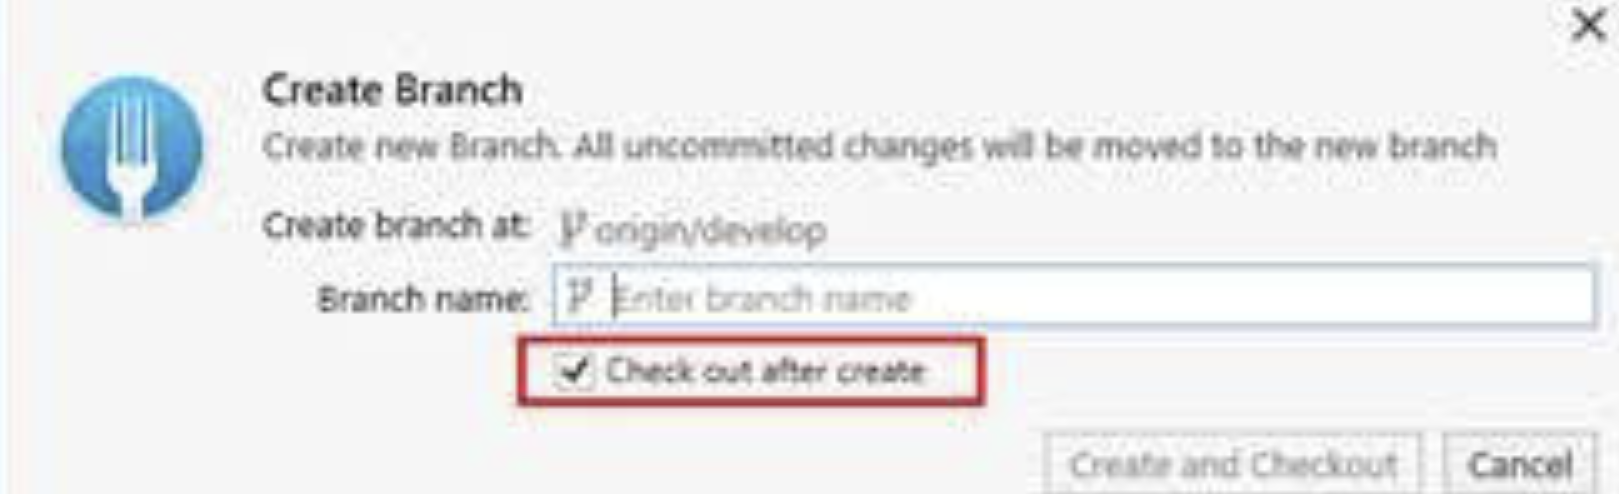 Create Branch
Create new Branch. All uncommitted changes will be moved to the new branch
Create branch at: origin/develop
Branch name: Enter branch name
Check out after create
Create and Checkout Cancel